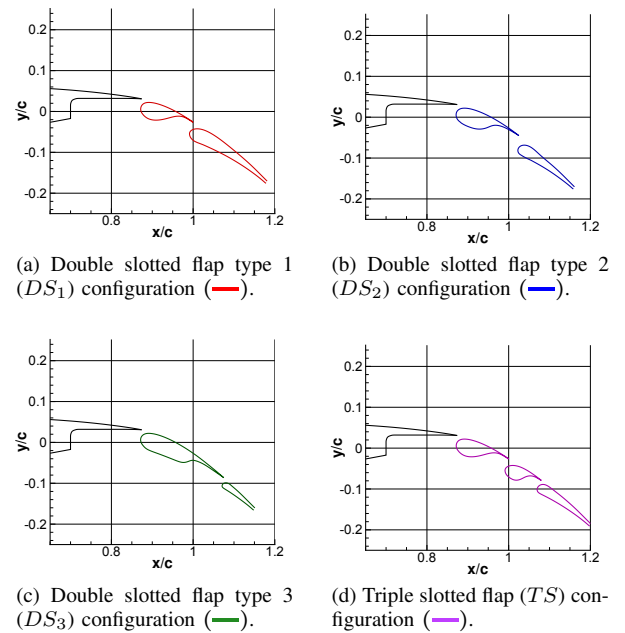 y/c
0.2
0.1
0
-0.1
-0.2
0.8
1
1.2
x/c
(a) Double slotted flap type 1
(DS₁) configuration (—).
y/c
0.2
0.1
0
-0.1
-0.2
0.8
1
1.2
x/c
(b) Double slotted flap type 2
(DS₂) configuration (—).
y/c
0.2
0.1
0
-0.1
-0.2
0.8
1
1.2
x/c
(c) Double slotted flap type 3
(DS₃) configuration (—).
y/c
0.2
0.1
0
-0.1
-0.2
0.8
1
1.2
x/c
(d) Triple slotted flap (TS) con-
figuration (—).